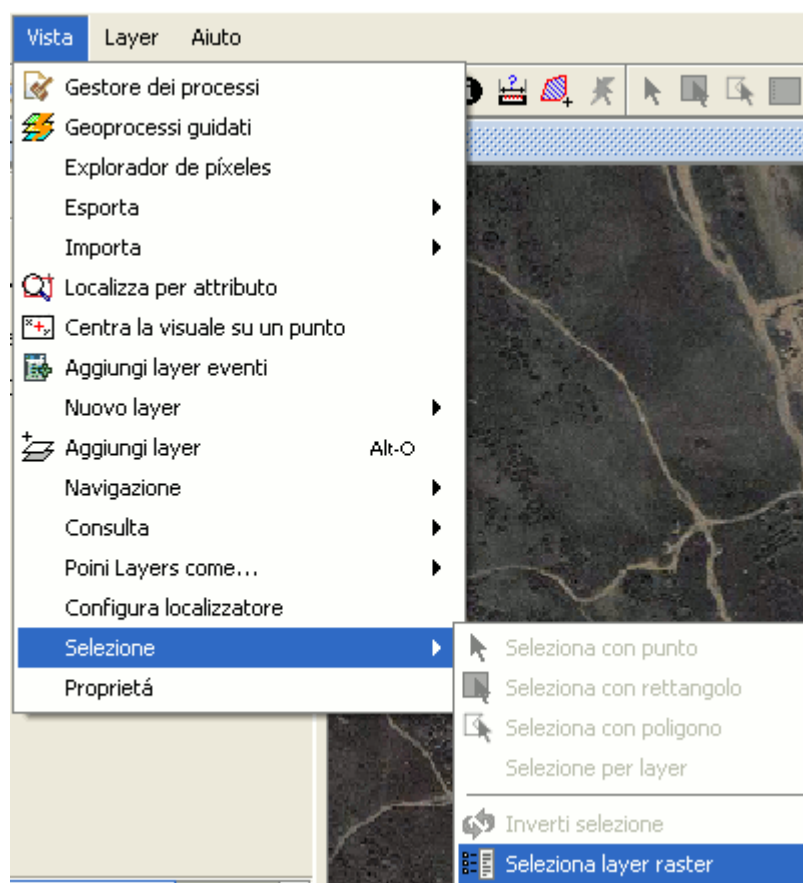 Vista Layer Aiuto
Gestore dei processi
Geoprocessi guidati
Explorador de píxeles
Esporta
Importa
Localizza per attributo
Centra la visuale su un punto
Aggiungi layer eventi
Nuovo layer
Aggiungi layer Alt-O
Navigazione
Consulta
Poini Layers come...
Configura localizzatore
Selezione
Proprietá
Seleziona con punto
Seleziona con rettangolo
Seleziona con poligono
Selezione per layer
Inverti selezione
Seleziona layer raster